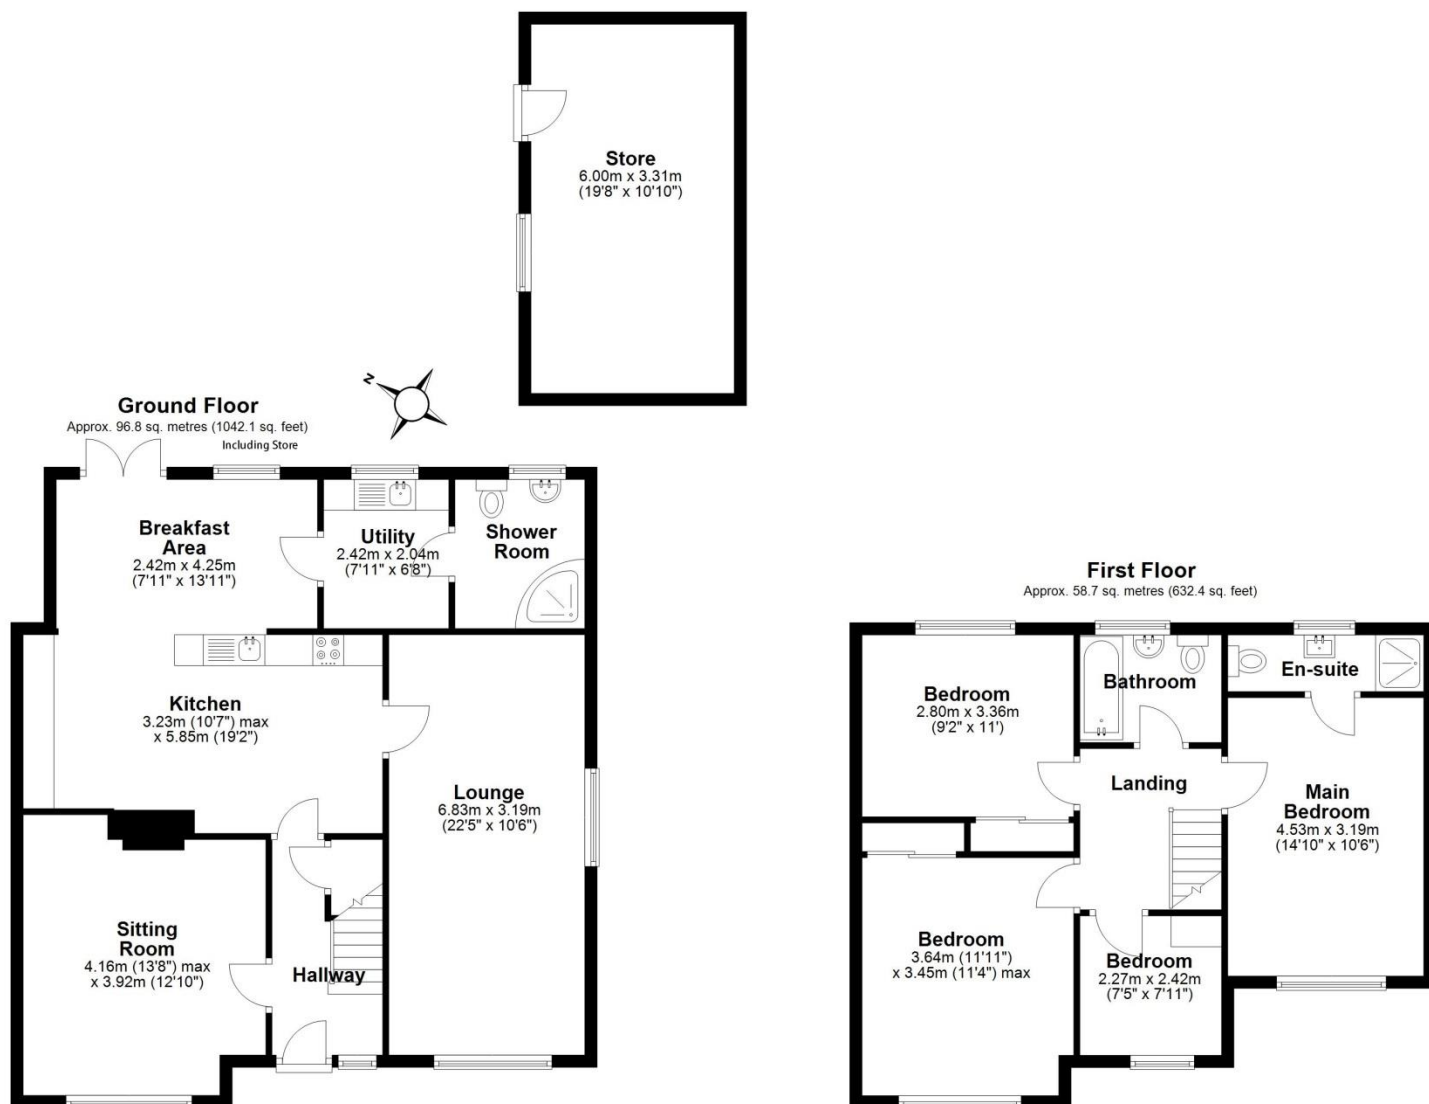 Store
6.00m x 3.31m
(19'8" x 10'10")
N
Ground Floor
Approx. 96.8 sq. metres (1042.1 sq. feet)
Including Store
Breakfast
Area
2.42m x 4.25m
(7'11" x 13'11")
Utility
2.42m x 2.04m
(7'11" x 6'8")
Shower
Room
Kitchen
3.23m (10'7") max
x 5.85m (19'2")
Lounge
6.83m x 3.19m
(22'5" x 10'6")
Sitting
Room
4.16m (13'8") max
x 3.92m (12'10")
Hallway
First Floor
Approx. 58.7 sq. metres (632.4 sq. feet)
Bedroom
2.80m x 3.36m
(9'2" x 11')
Bathroom
En-suite
Landing
Main
Bedroom
4.53m x 3.19m
(14'10" x 10'6")
Bedroom
3.64m (11'11")
x 3.45m (11'4") max
Bedroom
2.27m x 2.42m
(7'5" x 7'11")